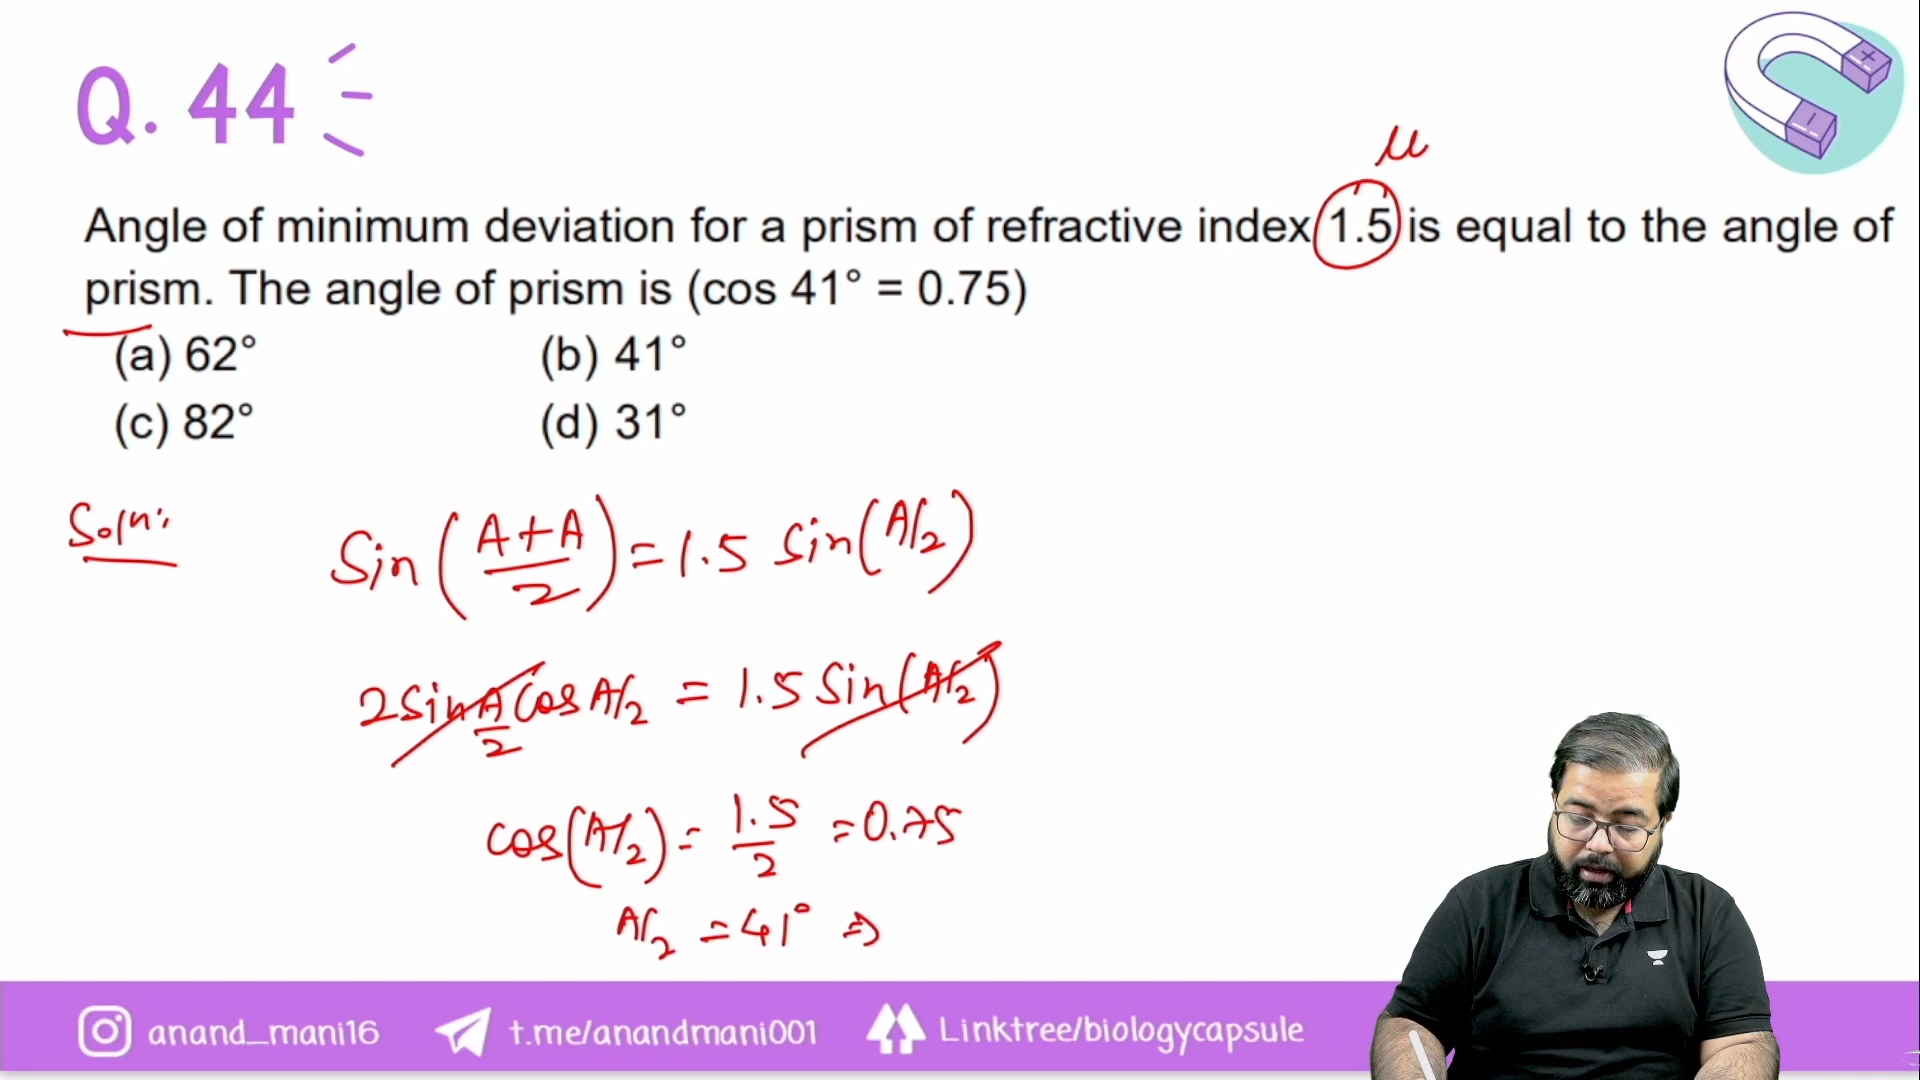 Q. 44
μ
Angle of minimum deviation for a prism of refractive index 1.5 is equal to the angle of
prism. The angle of prism is (cos 41° = 0.75)
(a) 62° (b) 41°
(c) 82° (d) 31°
Soln:
Sin (A+A/2) = 1.5 Sin(A/2)
2 Sin A/2 Cos A/2 = 1.5 Sin(A/2)
cos(A/2) = 1.5/2 = 0.75
A/2 = 41° ⇒
anand_mani16 t.me/anandmani001 Linktree/biologycapsule